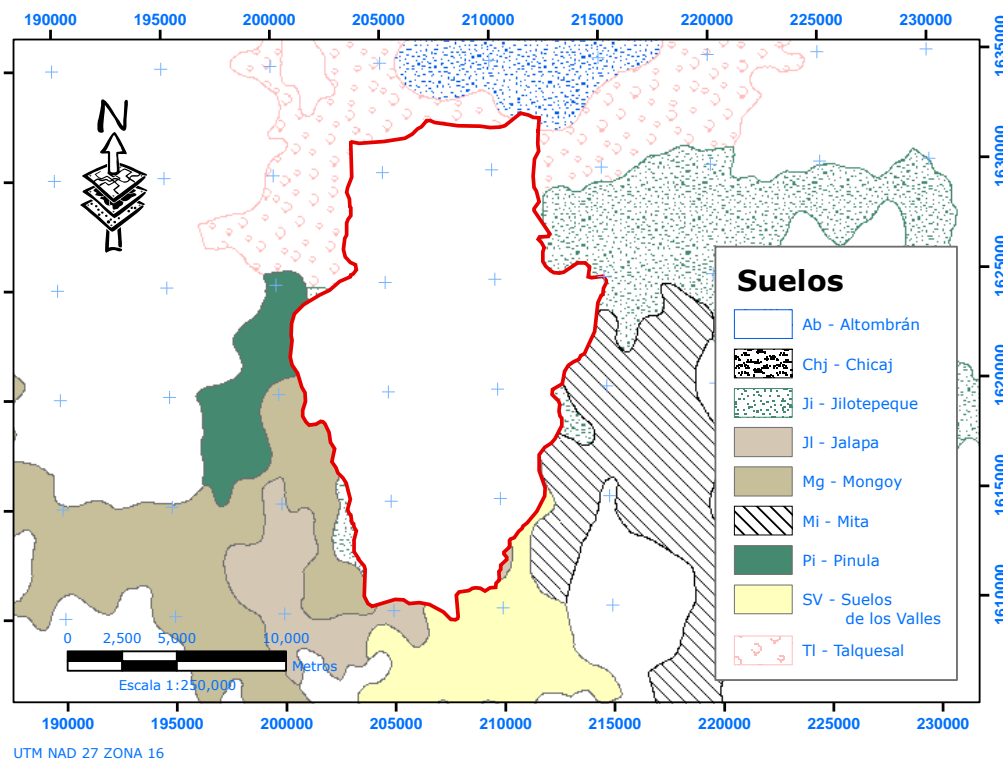 190000 195000 200000 205000 210000 215000 220000 225000 230000
1635000
1630000
1625000
1620000
1615000
1610000
N
Suelos
Ab - Altombrán
Chj - Chicaj
Ji - Jilotepeque
Jl - Jalapa
Mg - Mongoy
Mi - Mita
Pi - Pinula
SV - Suelos
de los Valles
Tl - Talquesal
0 2,500 5,000 10,000
Metros
Escala 1:250,000
190000 195000 200000 205000 210000 215000 220000 225000 230000
UTM NAD 27 ZONA 16